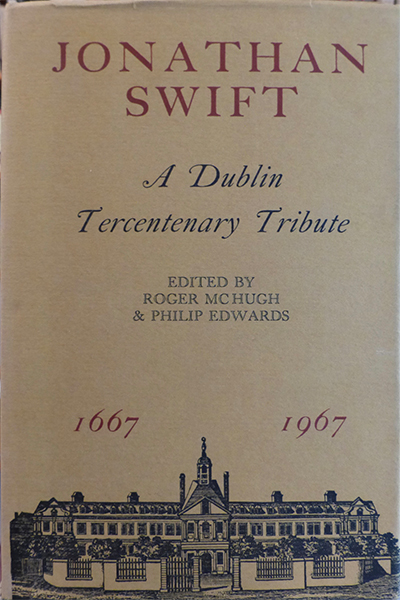 JONATHAN
SWIFT
A Dublin
Tercentenary Tribute
EDITED BY
ROGER MCHUGH
& PHILIP EDWARDS
1667 1967